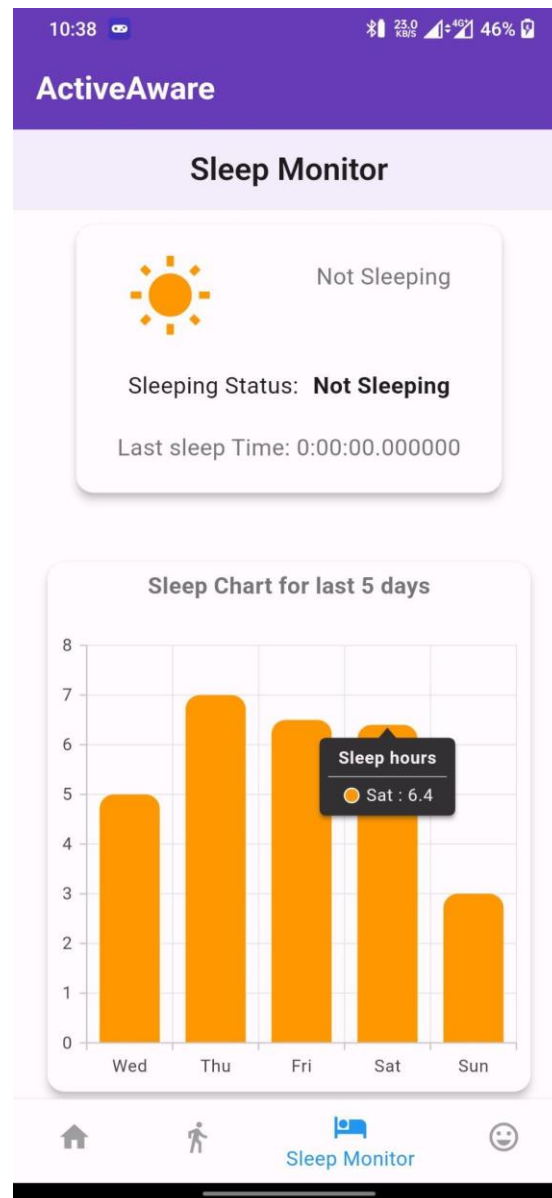 10:38 23.0 KB/S 4G 46%
ActiveAware
Sleep Monitor
Not Sleeping
Sleeping Status: Not Sleeping
Last sleep Time: 0:00:00.000000
Sleep Chart for last 5 days
8
7
6
5
4
3
2
1
0
Sleep hours
Sat : 6.4
Wed Thu Fri Sat Sun
Sleep Monitor